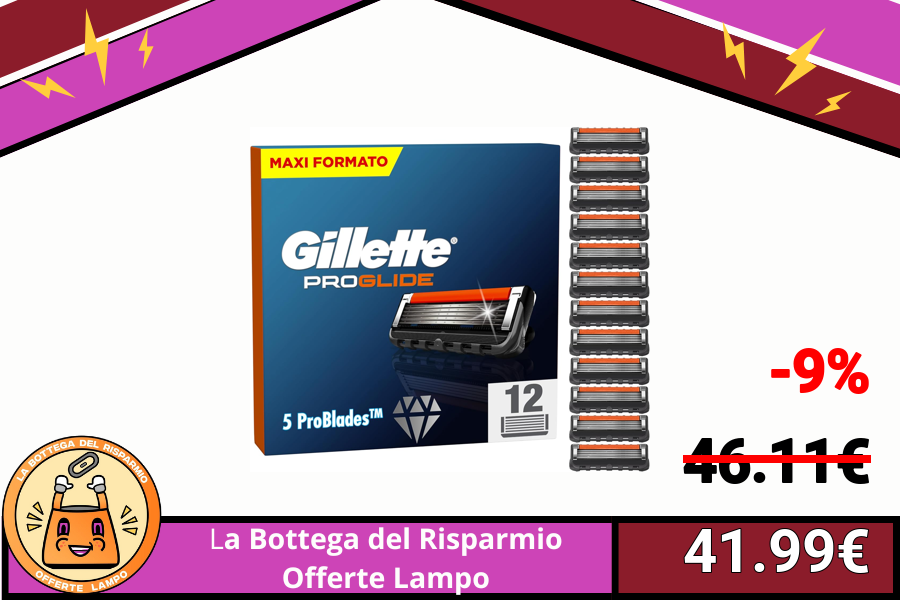 MAXI FORMATO
Gillette®
PROGLIDE
12
5 ProBlades™
-9%
46.11€
LA BOTTEGA DEL RISPARMIO
OFFERTE LAMPO
La Bottega del Risparmio
Offerte Lampo
41.99€